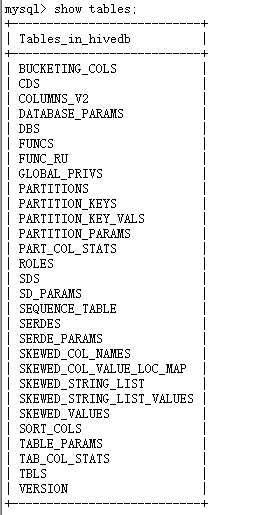 mysql> show tables;
+---------------------------+
| Tables_in_hivedb |
+---------------------------+
| BUCKETING_COLS |
| CDS |
| COLUMNS_V2 |
| DATABASE_PARAMS |
| DBS |
| FUNCS |
| FUNC_RU |
| GLOBAL_PRIVS |
| PARTITIONS |
| PARTITION_KEYS |
| PARTITION_KEY_VALS |
| PARTITION_PARAMS |
| PART_COL_STATS |
| ROLES |
| SDS |
| SD_PARAMS |
| SEQUENCE_TABLE |
| SERDES |
| SERDE_PARAMS |
| SKEWED_COL_NAMES |
| SKEWED_COL_VALUE_LOC_MAP |
| SKEWED_STRING_LIST |
| SKEWED_STRING_LIST_VALUES |
| SKEWED_VALUES |
| SORT_COLS |
| TABLE_PARAMS |
| TAB_COL_STATS |
| TBLS |
| VERSION |
+---------------------------+